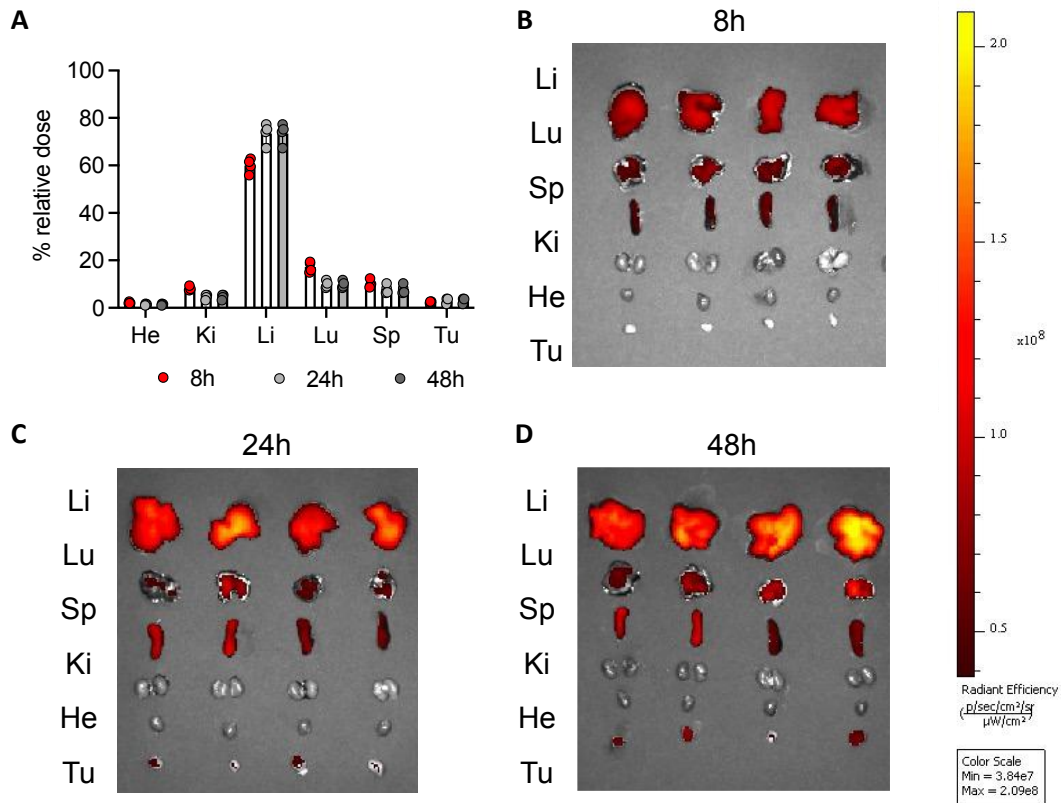 A
% relative dose
100
80
60
40
20
0
He Ki Li Lu Sp Tu
8h 24h 48h
B
8h
Li
Lu
Sp
Ki
He
Tu
2.0
1.5
x10⁸
1.0
0.5
Radiant Efficiency
(p/sec/cm²/sr
µW/cm²)
Color Scale
Min = 3.84e7
Max = 2.09e8
C
24h
Li
Lu
Sp
Ki
He
Tu
D
48h
Li
Lu
Sp
Ki
He
Tu